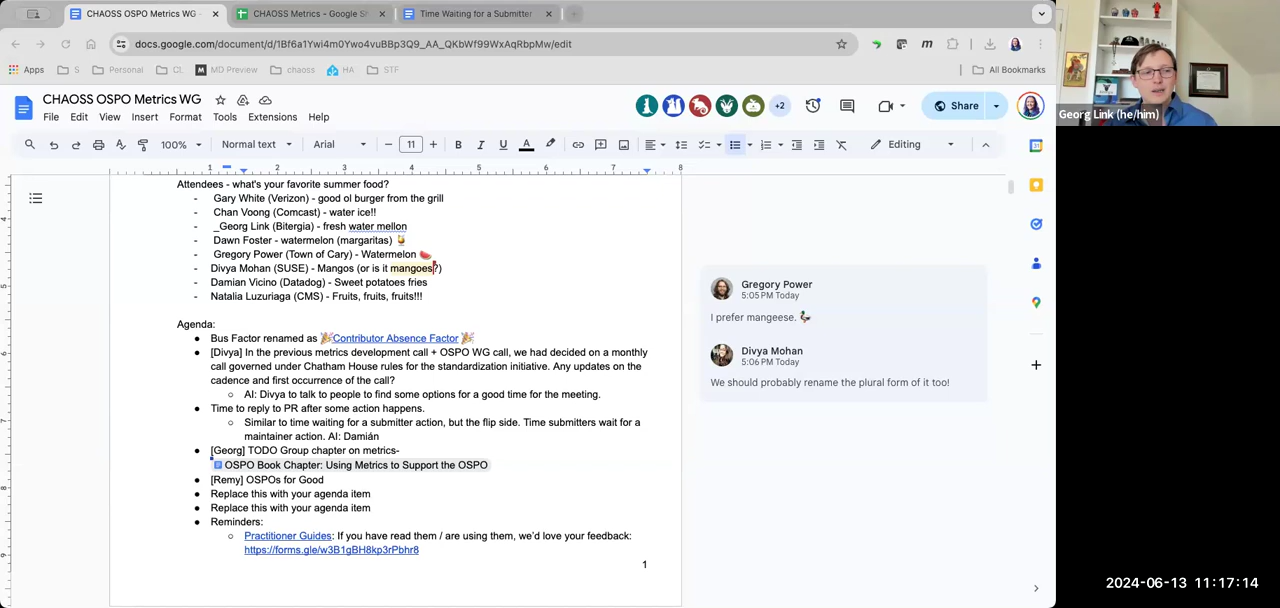 CHAOSS OSPO Metrics WG -
CHAOSS Metrics - Google S
Time Waiting for a Submitter
docs.google.com/document/d/1Bf6a1Ywi4m0Ywo4vuBBp3Q9_AA_QKbWf99WxAqRbpMw/edit
Apps
S
Personal
CI.
MD Preview
chaoss
HA
STF
All Bookmarks
CHAOSS OSPO Metrics WG
File Edit View Insert Format Tools Extensions Help
+2
Share
100%
Normal text
Arial
11
Editing
1 2 3 4 5 6 7 8
Attendees - what's your favorite summer food?
- Gary White (Verizon) - good ol burger from the grill
- Chan Voong (Comcast) - water ice!!
- _Georg Link (Bitergia) - fresh water mellon
- Dawn Foster - watermelon (margaritas) 🍹
- Gregory Power (Town of Cary) - Watermelon 🍉
- Divya Mohan (SUSE) - Mangos (or is it mangoes?)
- Damian Vicino (Datadog) - Sweet potatoes fries
- Natalia Luzuriaga (CMS) - Fruits, fruits, fruits!!!
Agenda:
● Bus Factor renamed as 🎉Contributor Absence Factor 🎉
● [Divya] In the previous metrics development call + OSPO WG call, we had decided on a monthly
call governed under Chatham House rules for the standardization initiative. Any updates on the
cadence and first occurrence of the call?
○ AI: Divya to talk to people to find some options for a good time for the meeting.
● Time to reply to PR after some action happens.
○ Similar to time waiting for a submitter action, but the flip side. Time submitters wait for a
maintainer action. AI: Damián
● [Georg] TODO Group chapter on metrics-
OSPO Book Chapter: Using Metrics to Support the OSPO
● [Remy] OSPOs for Good
● Replace this with your agenda item
● Replace this with your agenda item
● Reminders:
○ Practitioner Guides: If you have read them / are using them, we'd love your feedback:
https://forms.gle/w3B1gBH8kp3rPbhr8
1
Gregory Power
5:05 PM Today
I prefer mangeese. 🦆
Divya Mohan
5:06 PM Today
We should probably rename the plural form of it too!
Georg Link (he/him)
2024-06-13 11:17:14